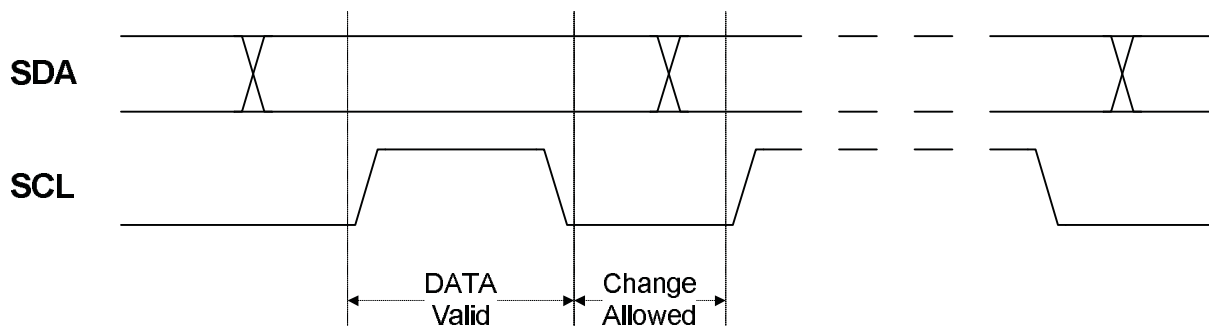 SDA
SCL
DATA
Valid
Change
Allowed